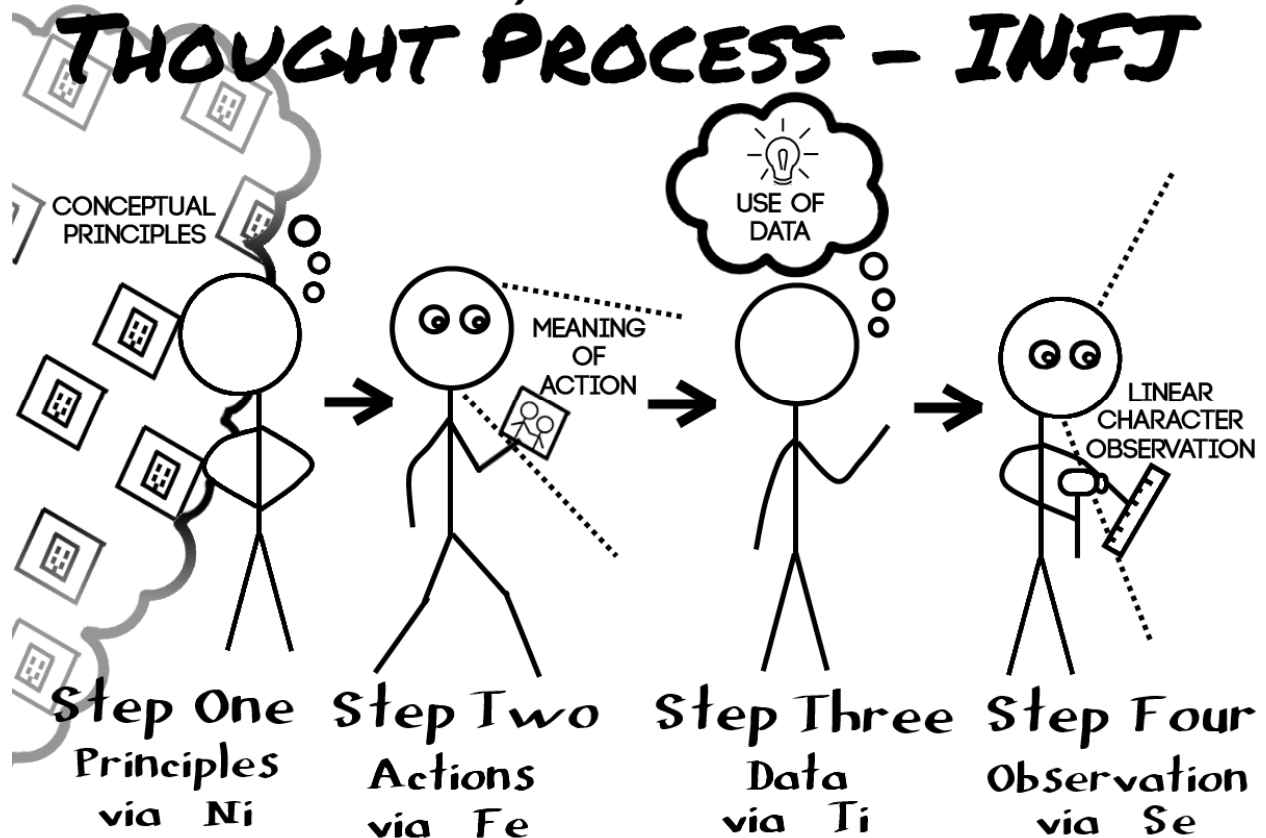 THOUGHT PROCESS - INFJ
CONCEPTUAL
PRINCIPLES
MEANING
OF
ACTION
USE OF
DATA
LINEAR
CHARACTER
OBSERVATION
Step One
Principles
via Ni
Step Two
Actions
via Fe
Step Three
Data
via Ti
Step Four
Observation
via Se